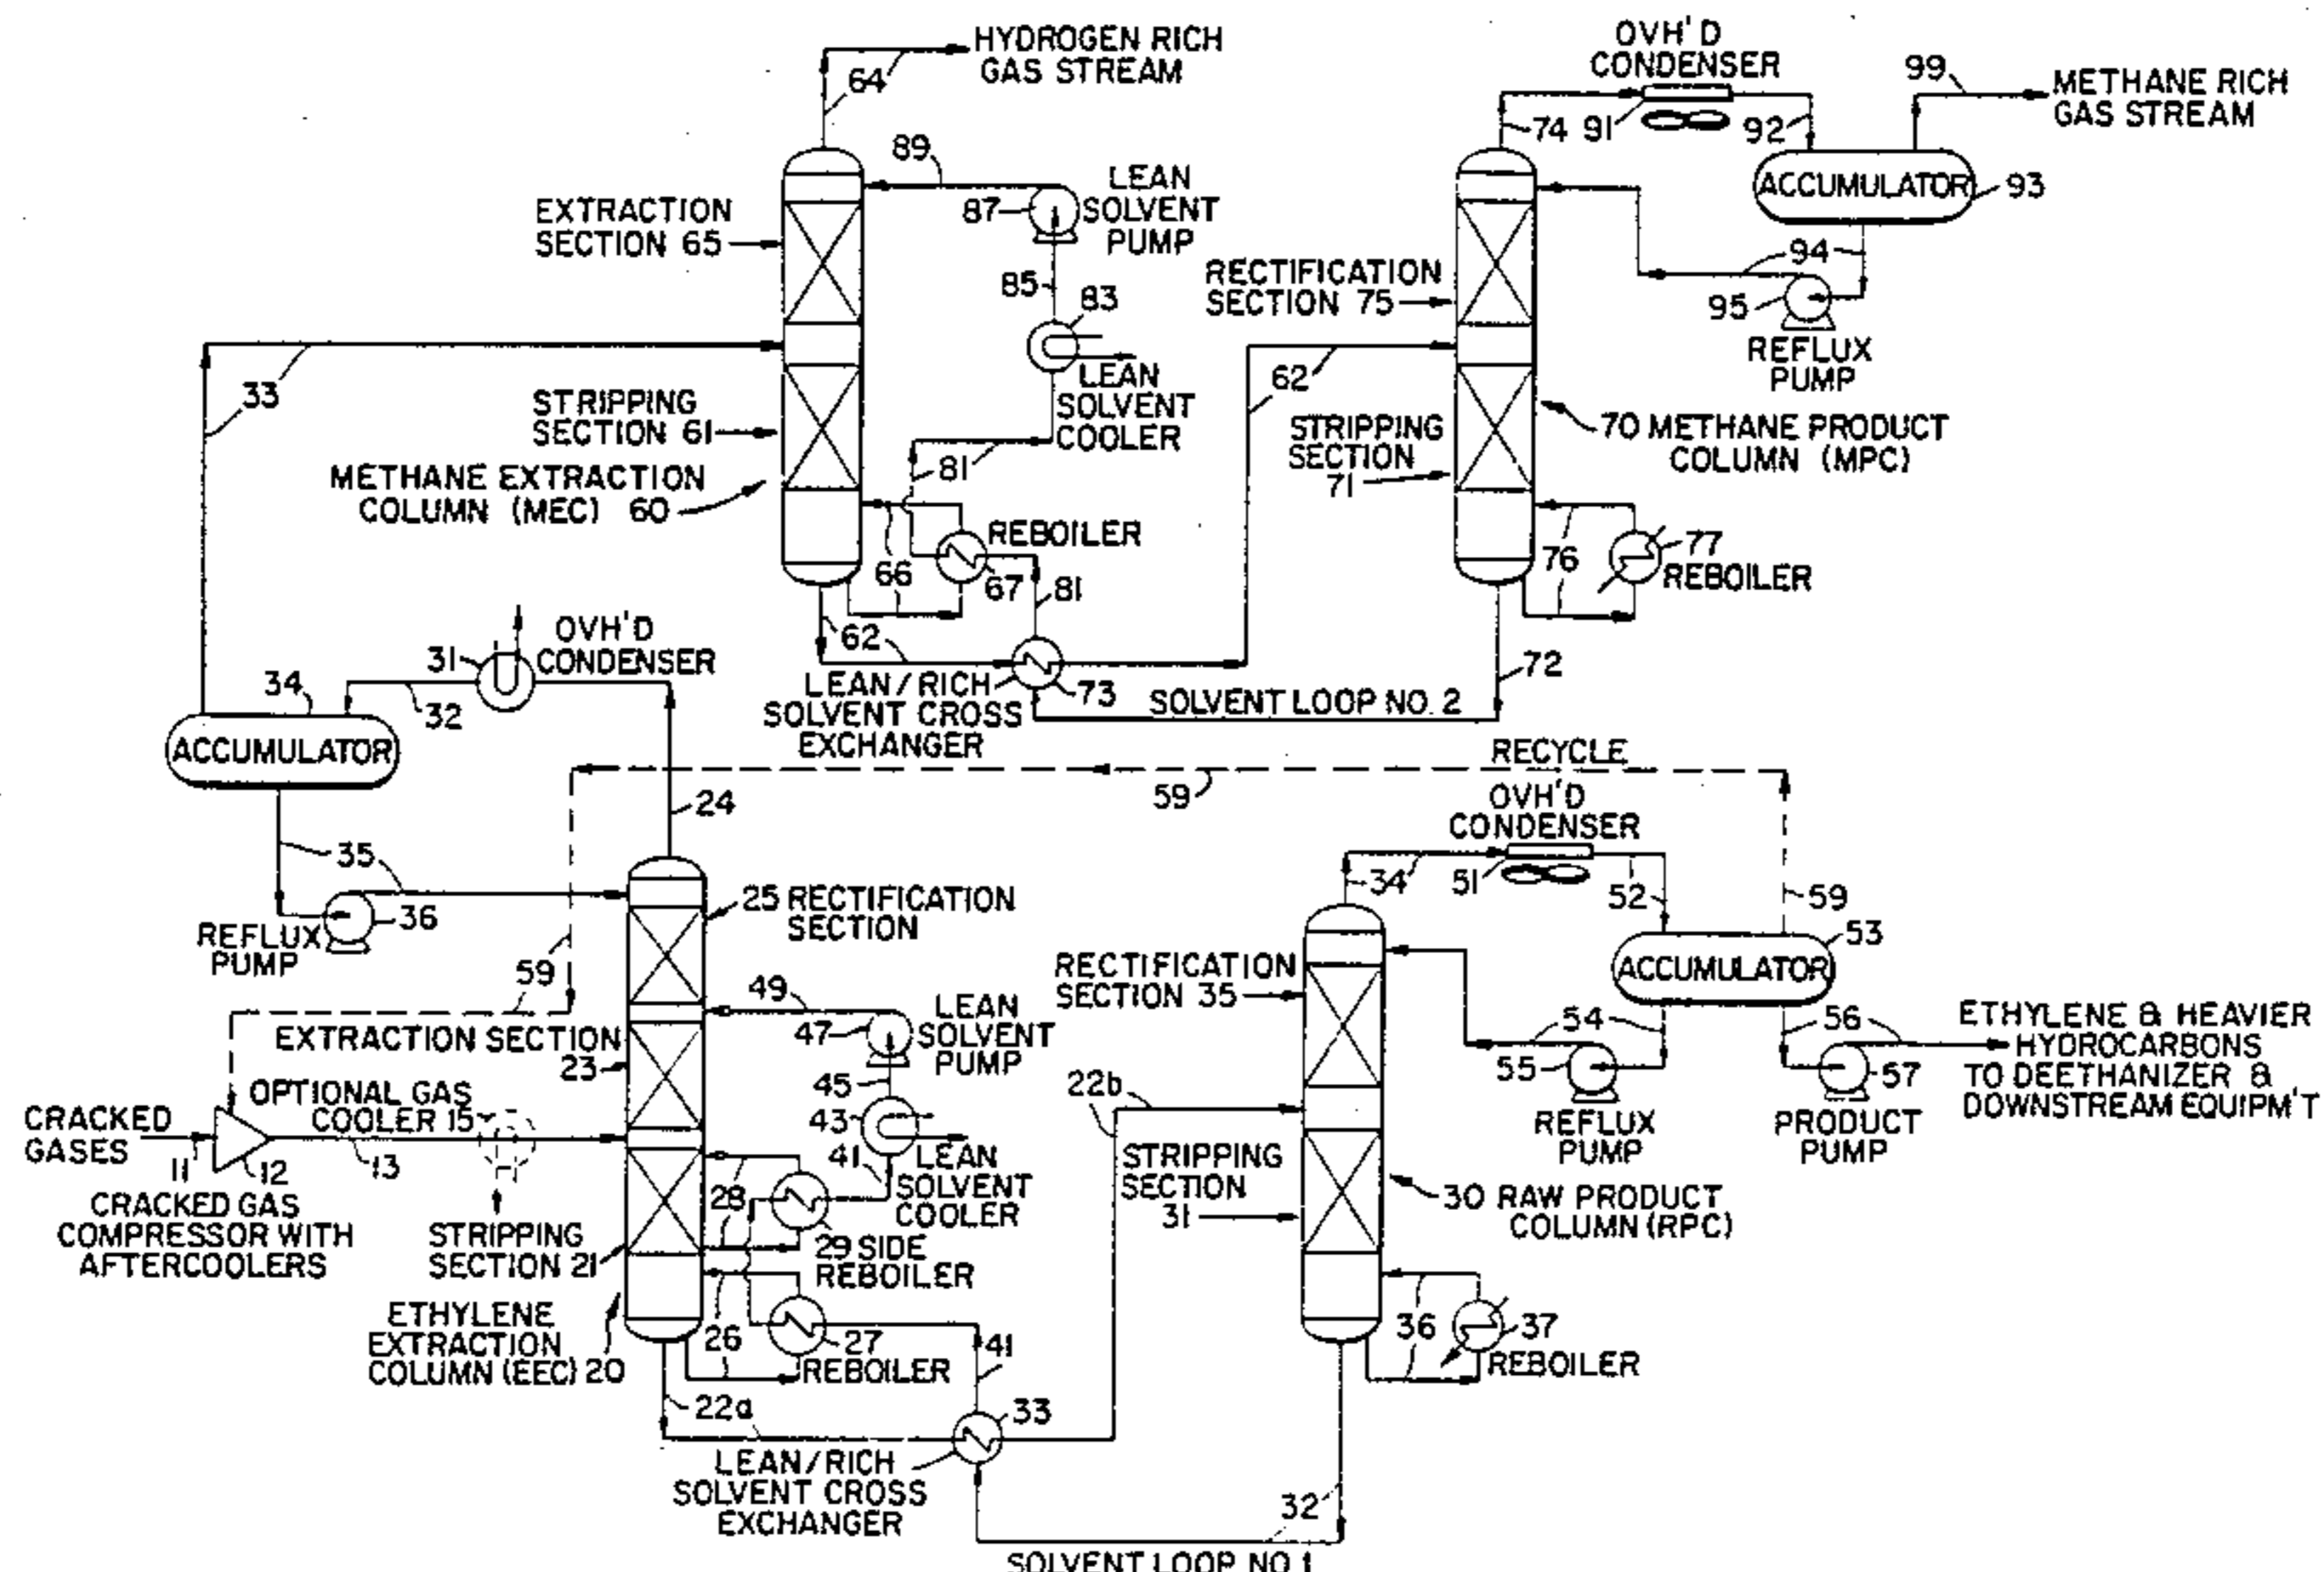 HYDROGEN RICH
GAS STREAM
64
OVH'D
CONDENSER
74
91
92
99
METHANE RICH
GAS STREAM
ACCUMULATOR
93
89
LEAN
SOLVENT
PUMP
87
EXTRACTION
SECTION 65
85
83
LEAN
SOLVENT
COOLER
RECTIFICATION
SECTION 75
94
95
REFLUX
PUMP
33
62
STRIPPING
SECTION 61
81
METHANE EXTRACTION
COLUMN (MEC) 60
STRIPPING
SECTION
71
70 METHANE PRODUCT
COLUMN (MPC)
REBOILER
66
67
81
76
77
REBOILER
62
LEAN/RICH
SOLVENT CROSS
EXCHANGER
73
SOLVENT LOOP NO. 2
72
OVH'D
CONDENSER
31
32
34
ACCUMULATOR
24
35
36
REFLUX
PUMP
RECYCLE
59
OVH'D
CONDENSER
34
51
52
59
53
ACCUMULATOR
25 RECTIFICATION
SECTION
59
49
47
LEAN
SOLVENT
PUMP
RECTIFICATION
SECTION 35
54
55
REFLUX
PUMP
56
57
PRODUCT
PUMP
ETHYLENE & HEAVIER
HYDROCARBONS
TO DEETHANIZER &
DOWNSTREAM EQUIPM'T
EXTRACTION SECTION
23
OPTIONAL GAS
COOLER 15
45
43
22b
CRACKED
GASES
11
12
13
CRACKED GAS
COMPRESSOR WITH
AFTERCOOLERS
STRIPPING
SECTION 21
28
41
LEAN
SOLVENT
COOLER
29 SIDE
REBOILER
STRIPPING
SECTION
31
30 RAW PRODUCT
COLUMN (RPC)
ETHYLENE
EXTRACTION
COLUMN (EEC) 20
26
27
REBOILER
41
36
37
REBOILER
22a
33
LEAN/RICH
SOLVENT CROSS
EXCHANGER
32
SOLVENT LOOP NO 1